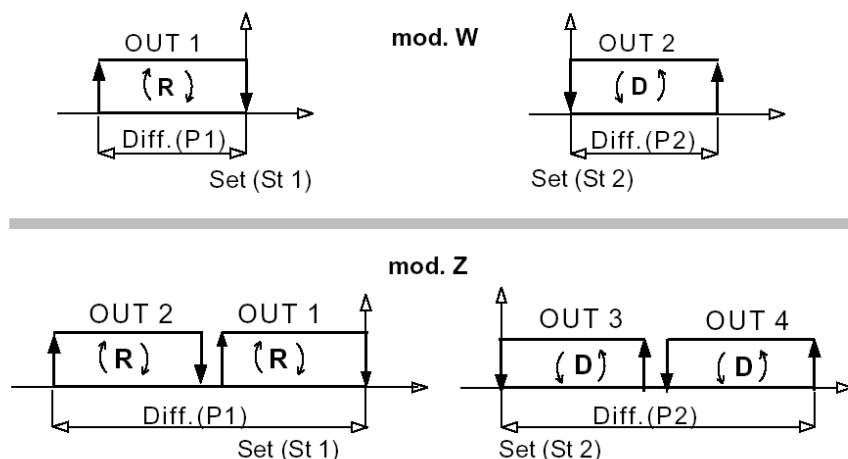 OUT 1
mod. W
OUT 2
R
D
Diff.(P1)
Diff.(P2)
Set (St 1)
Set (St 2)
mod. Z
OUT 2
OUT 1
OUT 3
OUT 4
R
R
D
D
Diff.(P1)
Diff.(P2)
Set (St 1)
Set (St 2)